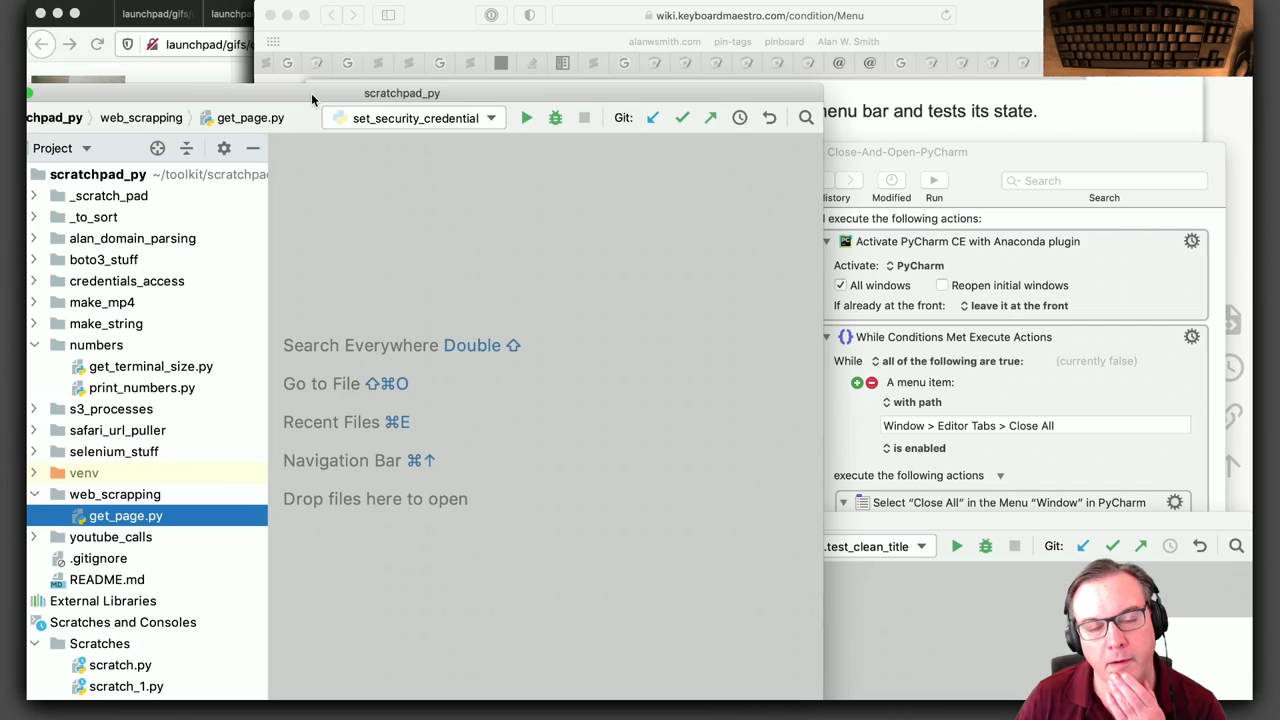 launchpad/gifs/
launchpad/gifs/
wiki.keyboardmaestro.com/condition/Menu
launchpad/gifs/
alanwsmith.com
pin-tags
pinboard
Alan W. Smith
scratchpad_py
enu bar and tests its state.
chpad_py
web_scrapping
get_page.py
set_security_credential
Git:
Close-And-Open-PyCharm
Project
scratchpad_py ~/toolkit/scratchpa
_scratch_pad
_to_sort
alan_domain_parsing
boto3_stuff
credentials_access
make_mp4
make_string
numbers
get_terminal_size.py
print_numbers.py
s3_processes
safari_url_puller
selenium_stuff
venv
web_scrapping
get_page.py
youtube_calls
.gitignore
README.md
External Libraries
Scratches and Consoles
Scratches
scratch.py
scratch_1.py
Search Everywhere Double ⇧
Go to File ⇧⌘O
Recent Files ⌘E
Navigation Bar ⌘↑
Drop files here to open
Search
istory
Modified
Run
Search
execute the following actions:
Activate PyCharm CE with Anaconda plugin
Activate: PyCharm
All windows
Reopen initial windows
If already at the front: leave it at the front
While Conditions Met Execute Actions
While all of the following are true: (currently false)
A menu item:
with path
Window > Editor Tabs > Close All
is enabled
execute the following actions
Select “Close All” in the Menu “Window” in PyCharm
.test_clean_title
Git: